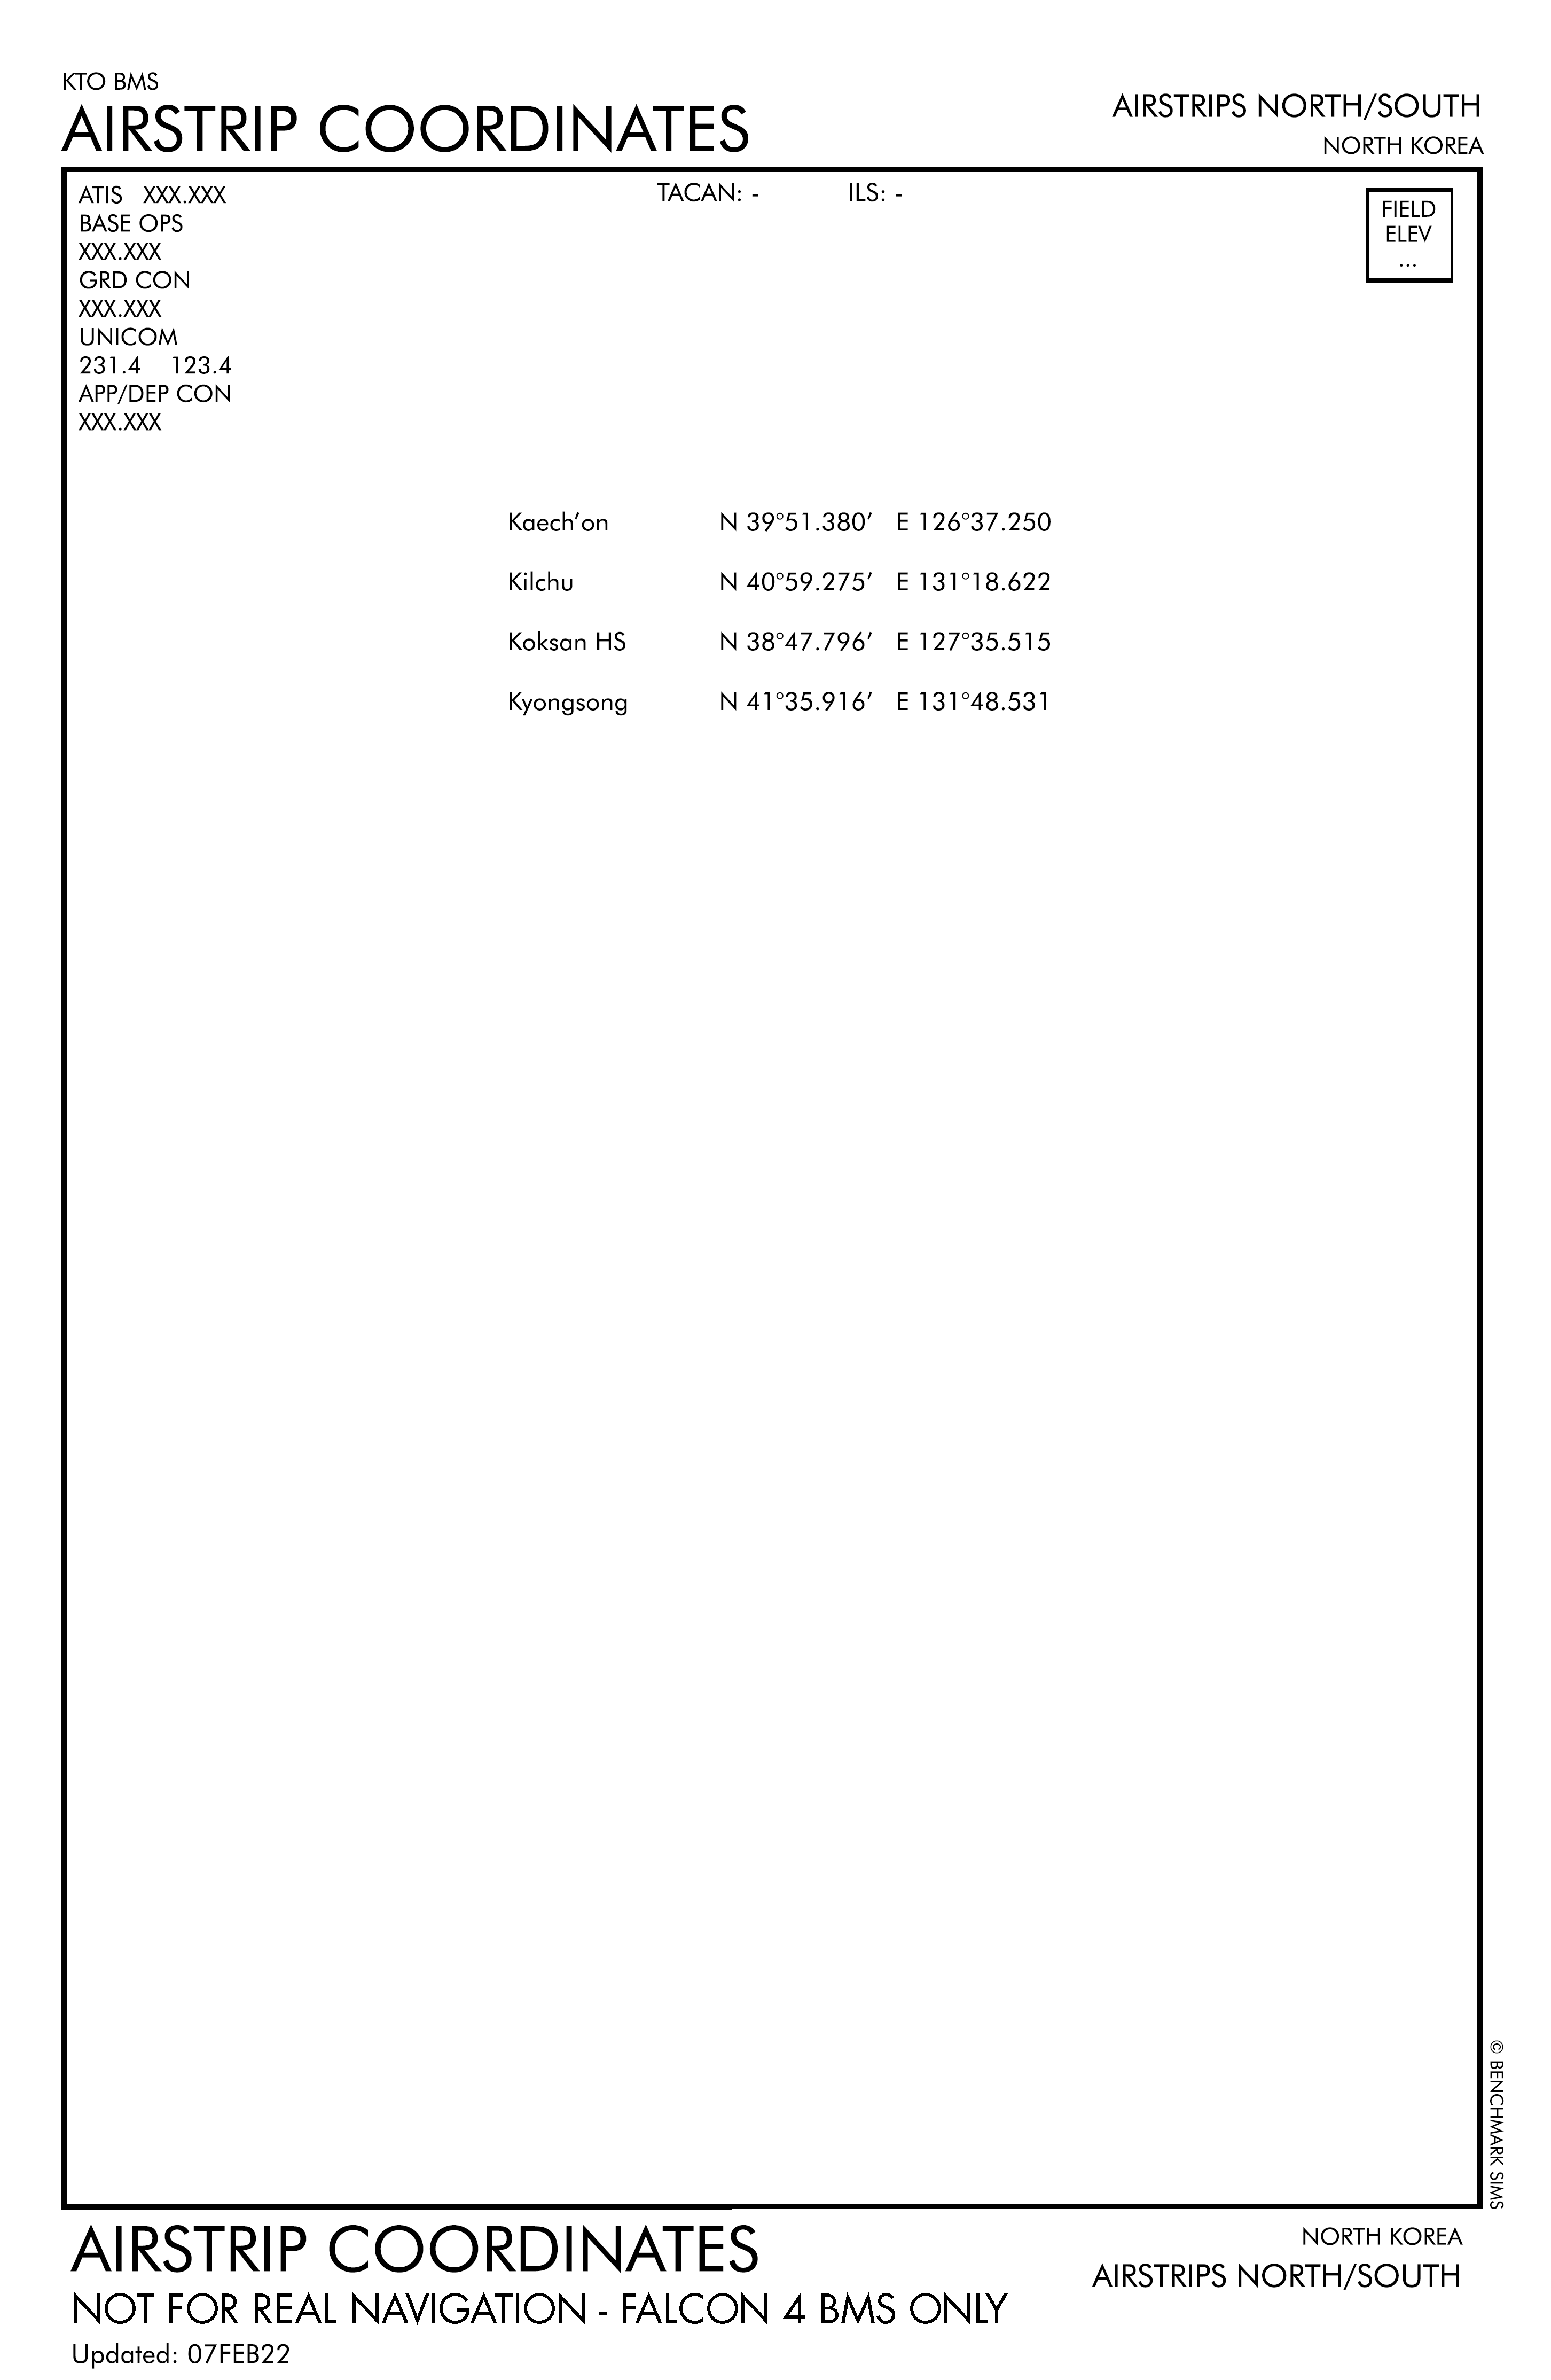 KTO BMS
AIRSTRIP COORDINATES
AIRSTRIPS NORTH/SOUTH
NORTH KOREA
ATIS XXX.XXX
BASE OPS
XXX.XXX
GRD CON
XXX.XXX
UNICOM
231.4 123.4
APP/DEP CON
XXX.XXX
TACAN: - ILS: -
FIELD
ELEV
...
Kaech’on N 39°51.380’ E 126°37.250
Kilchu N 40°59.275’ E 131°18.622
Koksan HS N 38°47.796’ E 127°35.515
Kyongsong N 41°35.916’ E 131°48.531
© BENCHMARK SIMS
AIRSTRIP COORDINATES
NOT FOR REAL NAVIGATION - FALCON 4 BMS ONLY
Updated: 07FEB22
NORTH KOREA
AIRSTRIPS NORTH/SOUTH